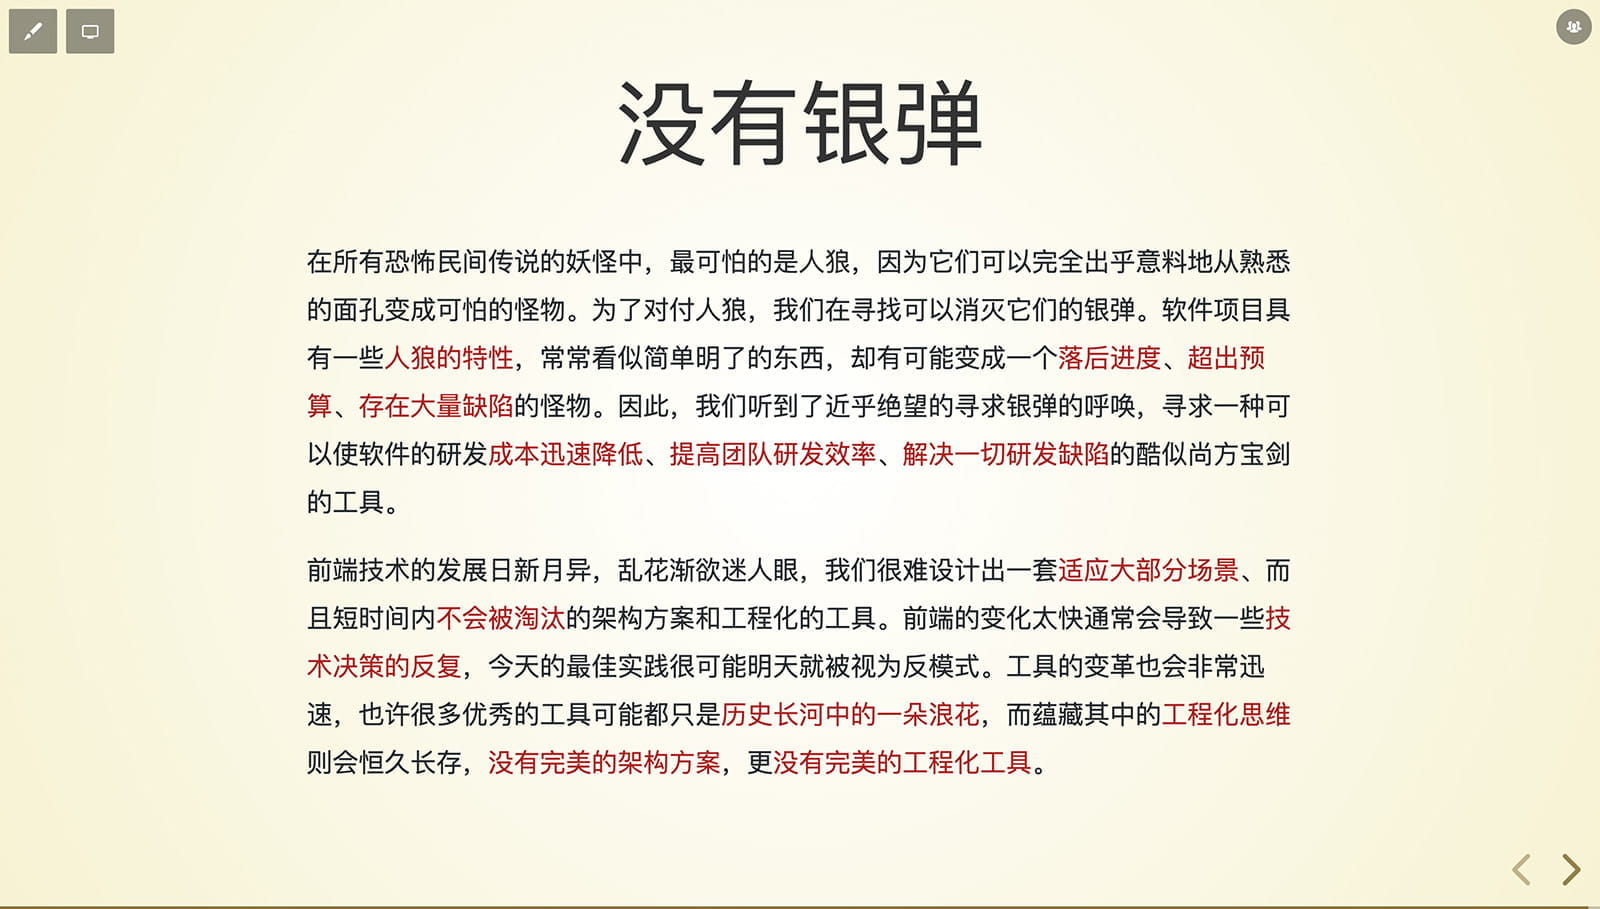 没有银弹
在所有恐怖民间传说的妖怪中，最可怕的是人狼，因为它们可以完全出乎意料地从熟悉
的面孔变成可怕的怪物。为了对付人狼，我们在寻找可以消灭它们的银弹。软件项目具
有一些人狼的特性，常常看似简单明了的东西，却有可能变成一个落后进度、超出预
算、存在大量缺陷的怪物。因此，我们听到了近乎绝望的寻求银弹的呼唤，寻求一种可
以使软件的研发成本迅速降低、提高团队研发效率、解决一切研发缺陷的酷似尚方宝剑
的工具。
前端技术的发展日新月异，乱花渐欲迷人眼，我们很难设计出一套适应大部分场景、而
且短时间内不会被淘汰的架构方案和工程化的工具。前端的变化太快通常会导致一些技
术决策的反复，今天的最佳实践很可能明天就被视为反模式。工具的变革也会非常迅
速，也许很多优秀的工具可能都只是历史长河中的一朵浪花，而蕴藏其中的工程化思维
则会恒久长存，没有完美的架构方案，更没有完美的工程化工具。